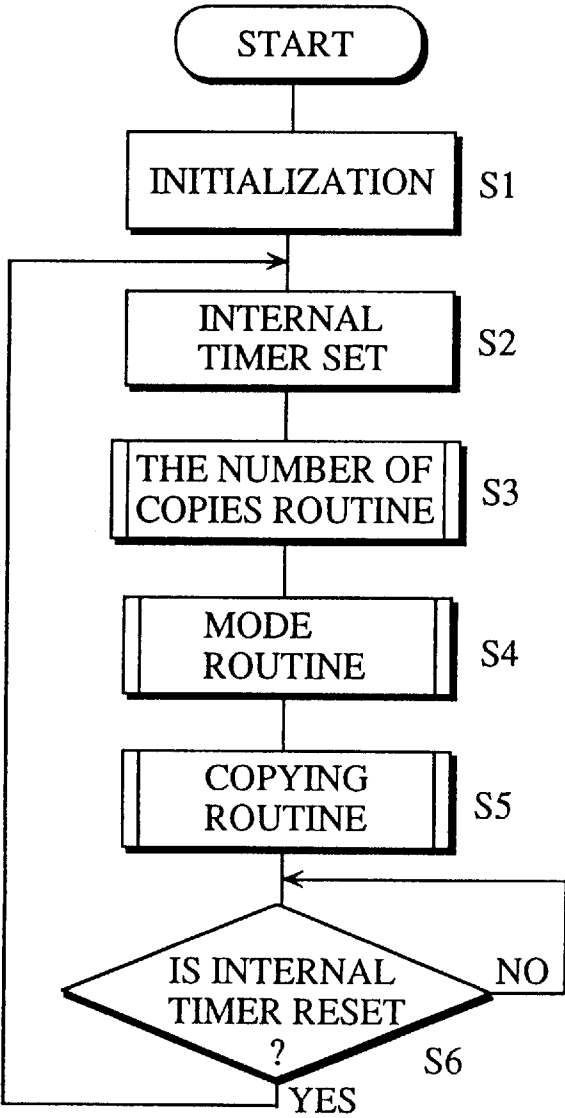 START
INITIALIZATION S1
INTERNAL
TIMER SET
S2
THE NUMBER OF
COPIES ROUTINE
S3
MODE
ROUTINE
S4
COPYING
ROUTINE
S5
IS INTERNAL
TIMER RESET
?
NO
S6
YES